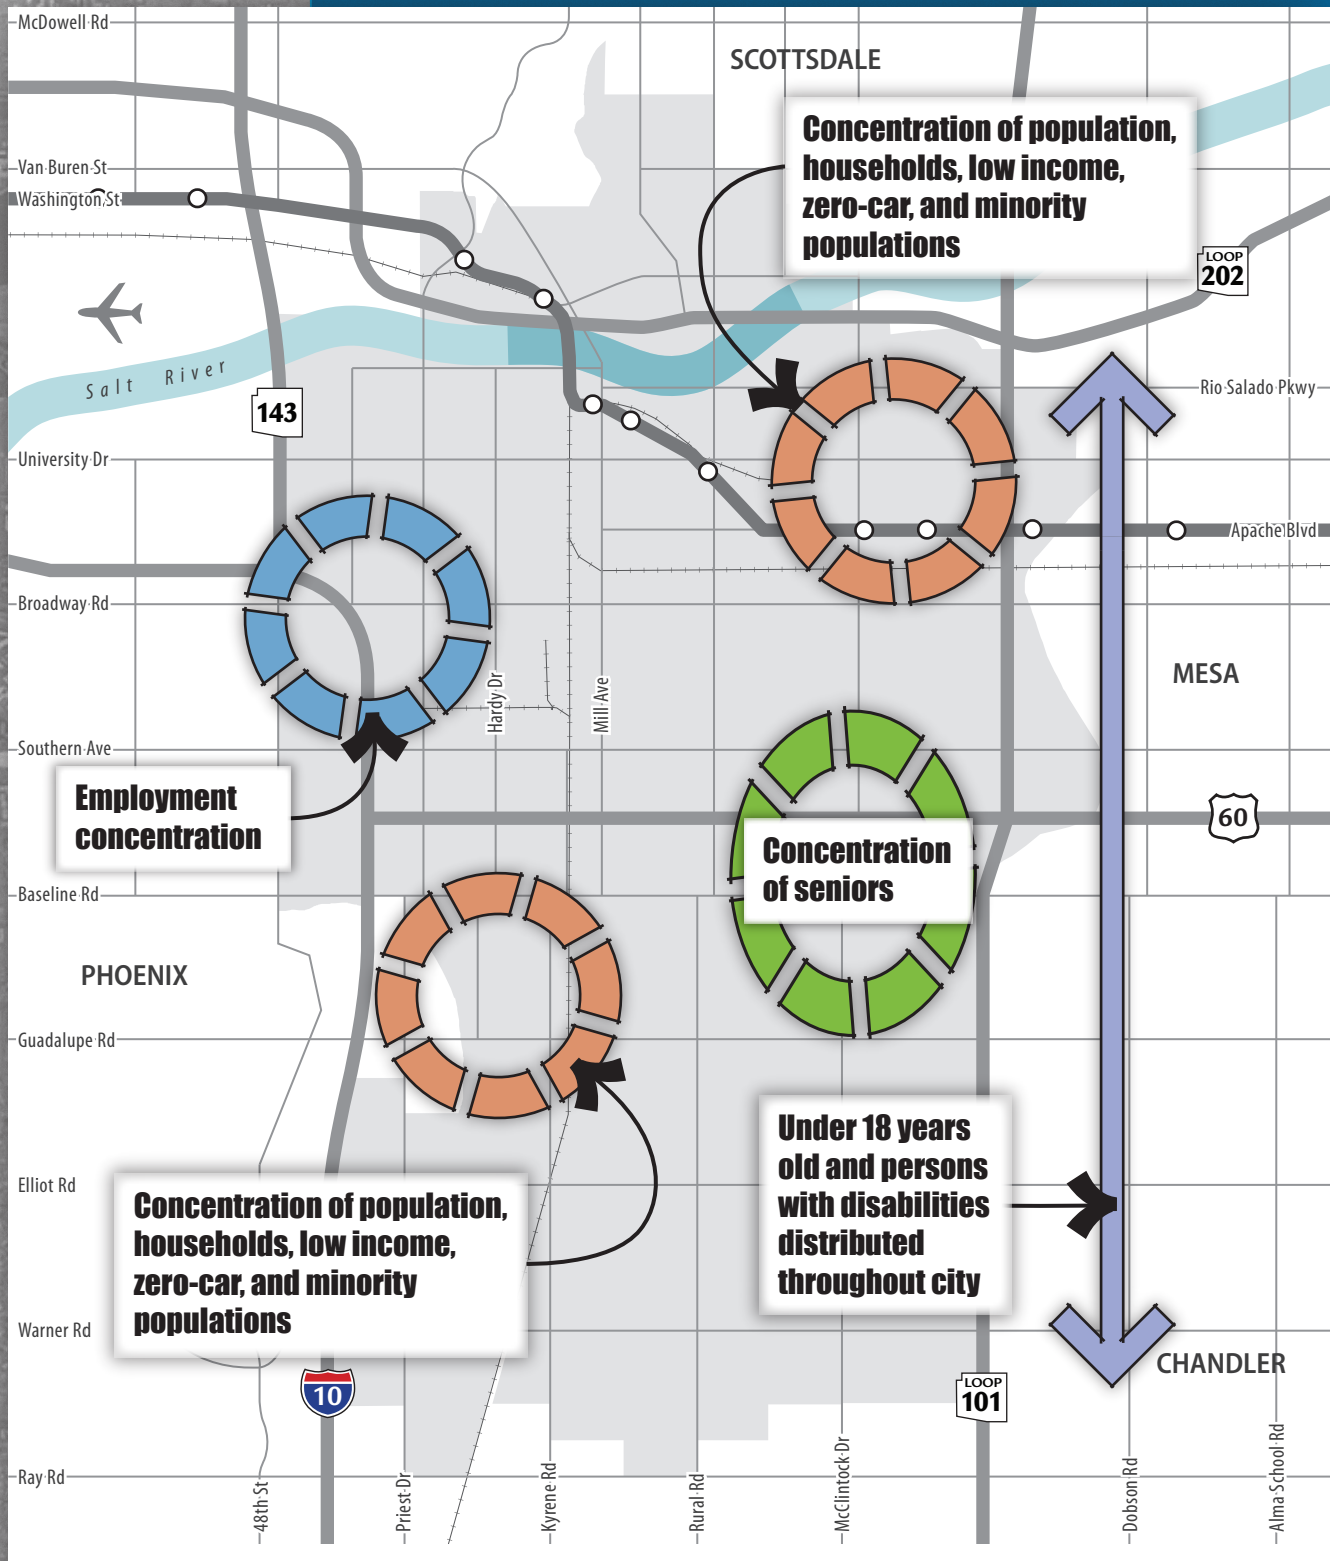 McDowell Rd
SCOTTSDALE
Concentration of population,
households, low income,
zero-car, and minority
populations
Van Buren St
Washington St
LOOP
202
Salt River
Rio Salado Pkwy
143
University Dr
Apache Blvd
Broadway Rd
MESA
Hardy Dr
Mill Ave
Southern Ave
Employment
concentration
60
Concentration
of seniors
Baseline Rd
PHOENIX
Guadalupe Rd
Under 18 years
old and persons
with disabilities
distributed
throughout city
Elliot Rd
Concentration of population,
households, low income,
zero-car, and minority
populations
Warner Rd
CHANDLER
10
LOOP
101
Ray Rd
48th St
Priest Dr
Kyrene Rd
Rural Rd
McClintock Dr
Dobson Rd
Alma School Rd